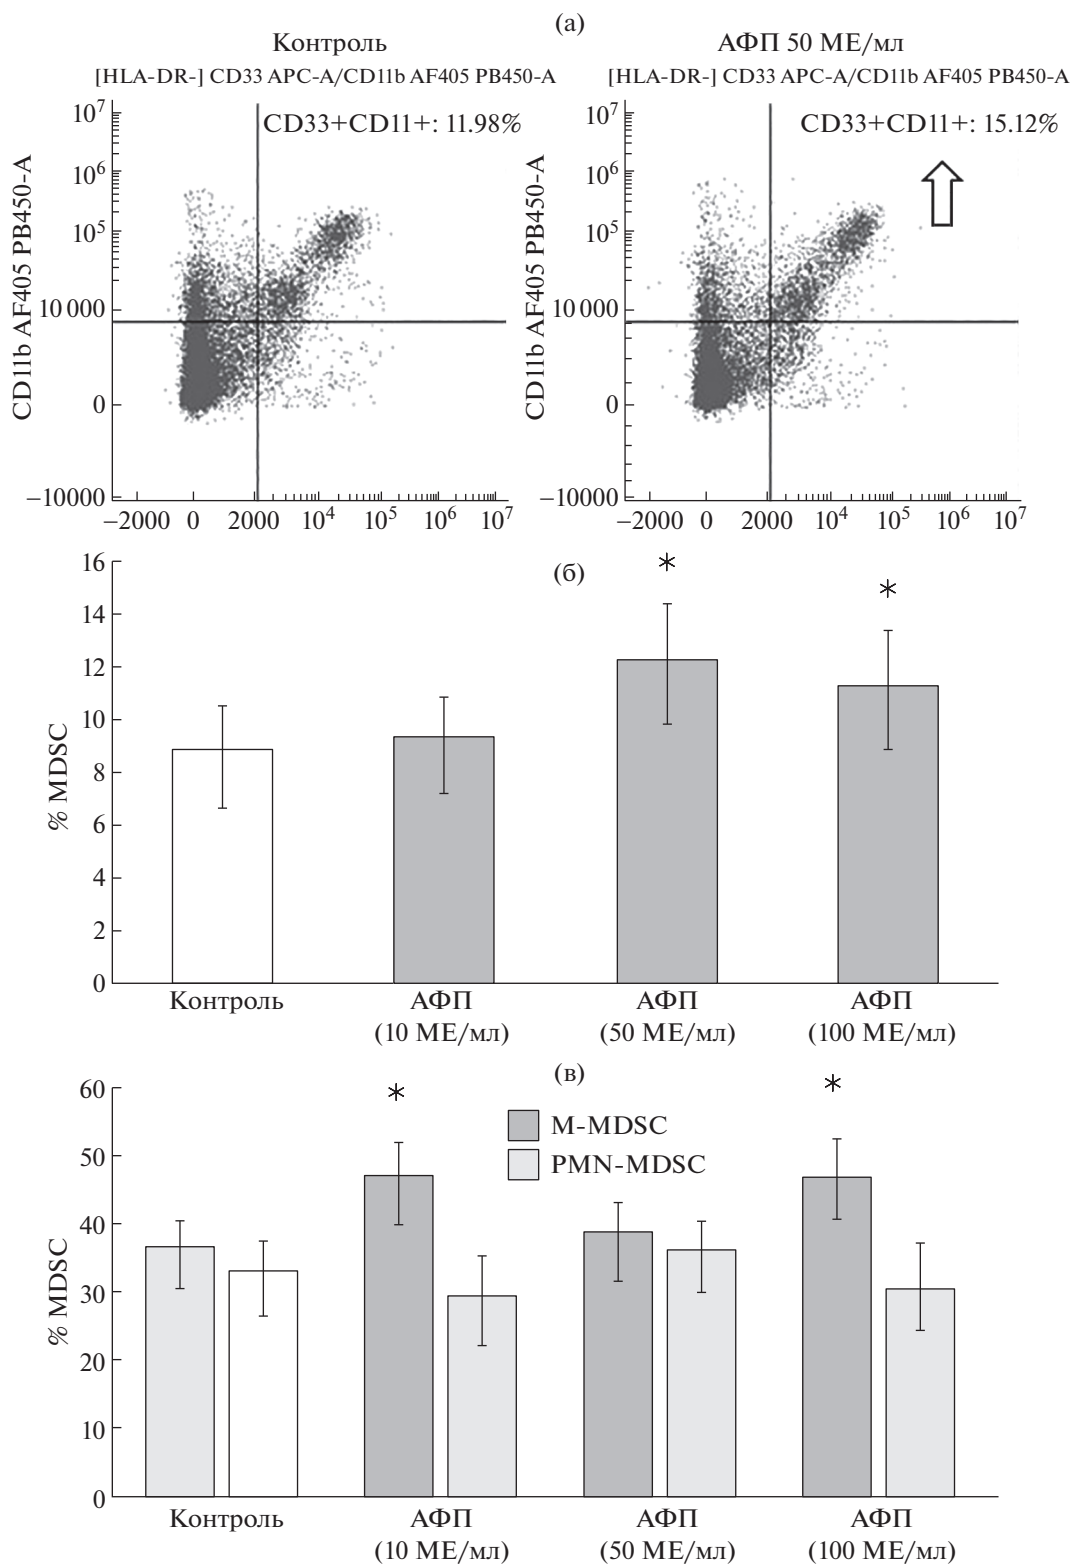 (а)
Контроль
АФП 50 МЕ/мл
[HLA-DR-] CD33 APC-A/CD11b AF405 PB450-A
[HLA-DR-] CD33 APC-A/CD11b AF405 PB450-A
CD11b AF405 PB450-A
10⁷
10⁶
10⁵
10 000
0
−10000
CD33+CD11+: 11.98%
−2000 0 2000 10⁴ 10⁵ 10⁶ 10⁷
CD11b AF405 PB450-A
10⁷
10⁶
10⁵
10 000
0
−10000
CD33+CD11+: 15.12%
−2000 0 2000 10⁴ 10⁵ 10⁶ 10⁷
(б)
% MDSC
16
14
12
10
8
6
4
2
0
*
*
Контроль АФП АФП АФП
(10 МЕ/мл) (50 МЕ/мл) (100 МЕ/мл)
(в)
% MDSC
60
50
40
30
20
10
0
*
*
M-MDSC
PMN-MDSC
Контроль АФП АФП АФП
(10 МЕ/мл) (50 МЕ/мл) (100 МЕ/мл)